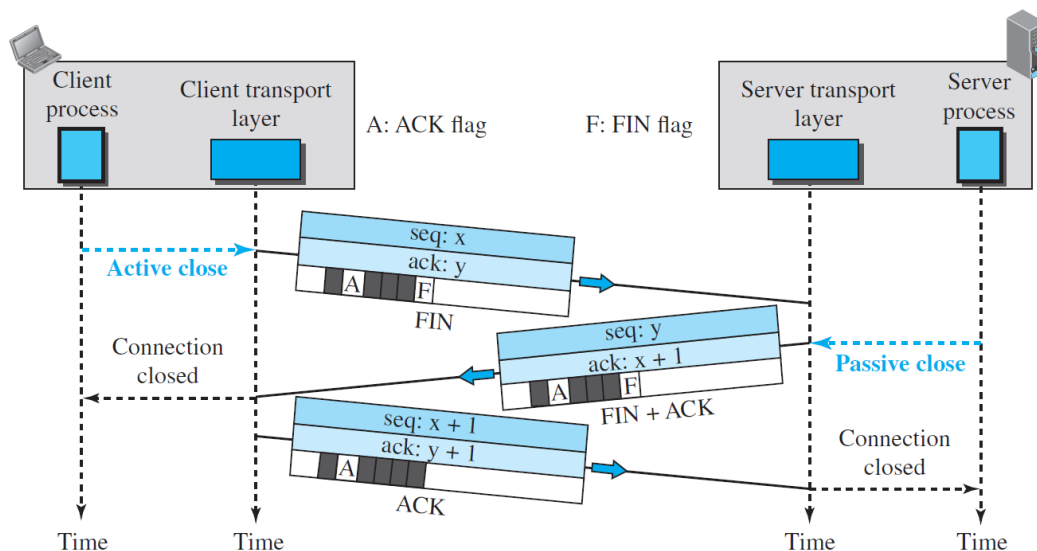 Client
process
Client transport
layer
A: ACK flag
F: FIN flag
Server transport
layer
Server
process
seq: x
ack: y
A
F
FIN
Active close
seq: y
ack: x + 1
A
F
FIN + ACK
Passive close
Connection
closed
seq: x + 1
ack: y + 1
A
ACK
Connection
closed
Time
Time
Time
Time